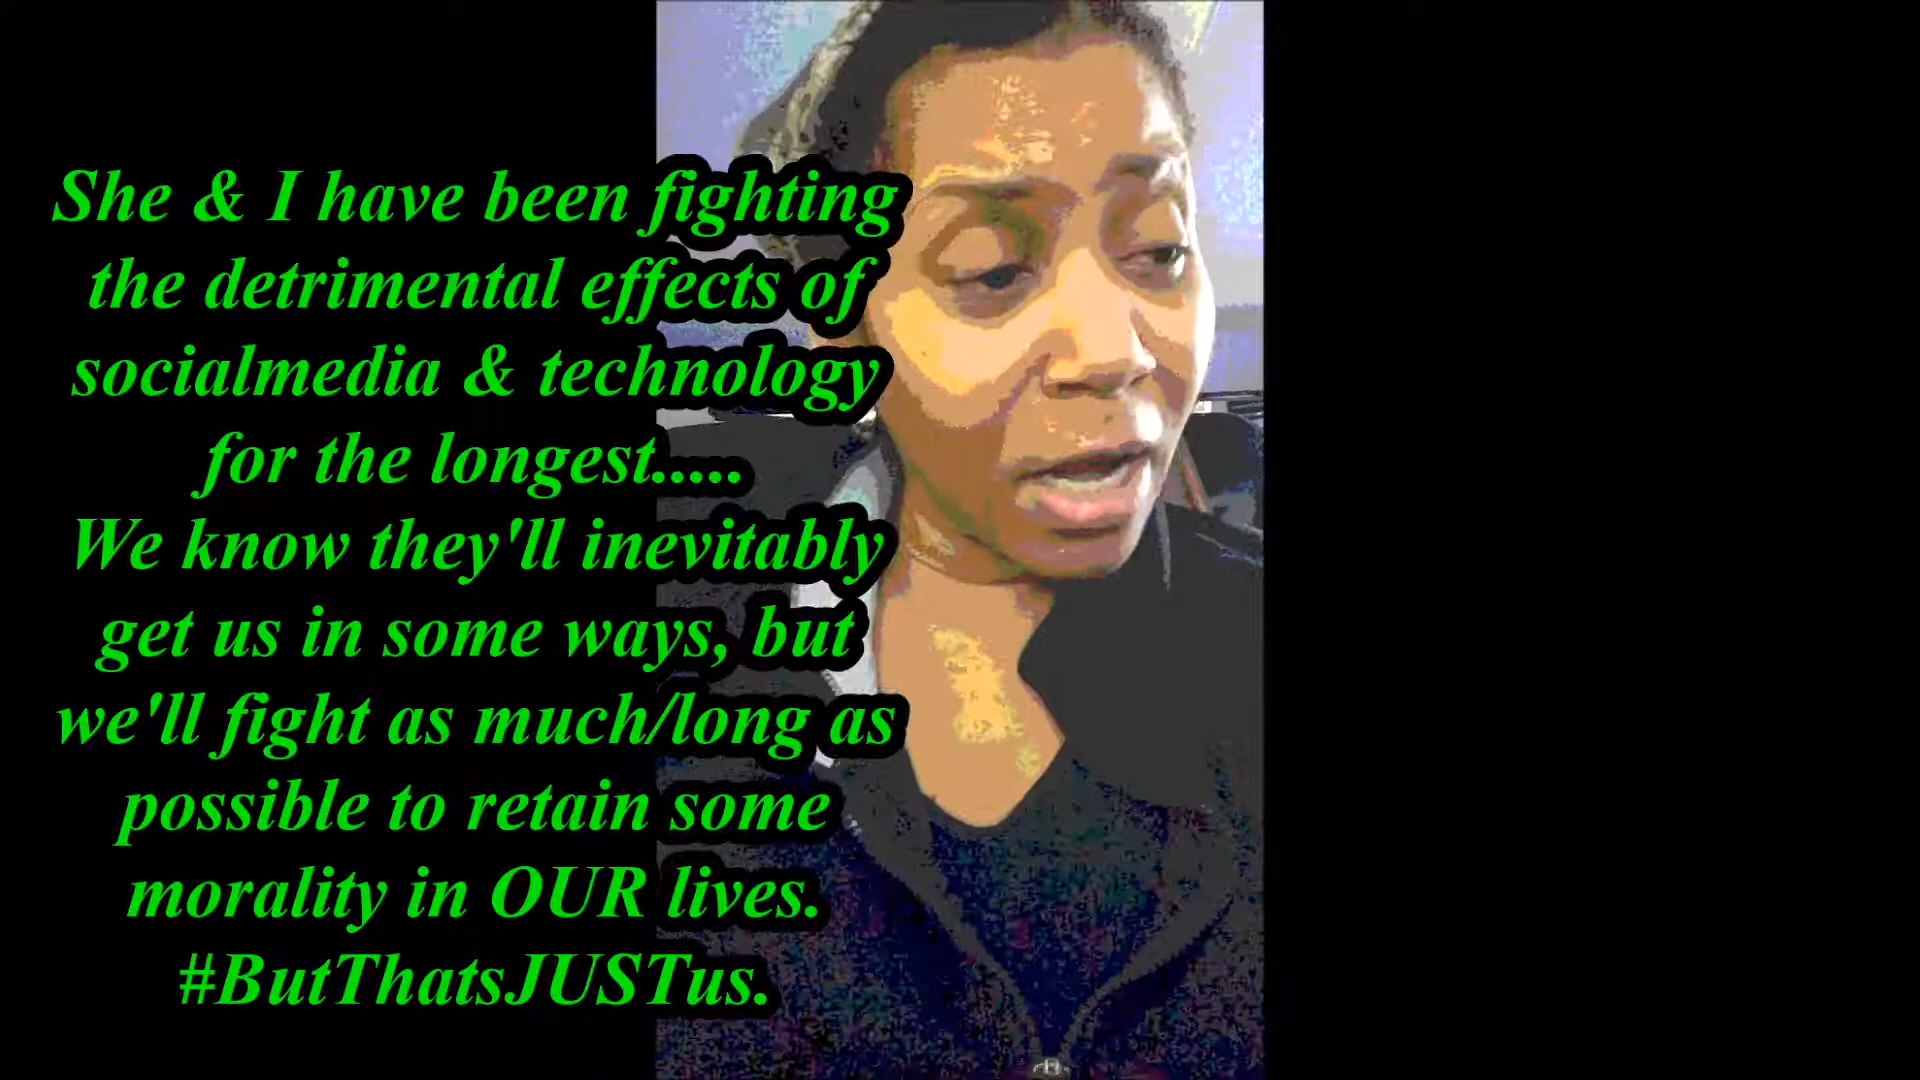 She & I have been fighting
the detrimental effects of
socialmedia & technology
for the longest.....
We know they'll inevitably
get us in some ways, but
we'll fight as much/long as
possible to retain some
morality in OUR lives.
#ButThatsJUSTus.